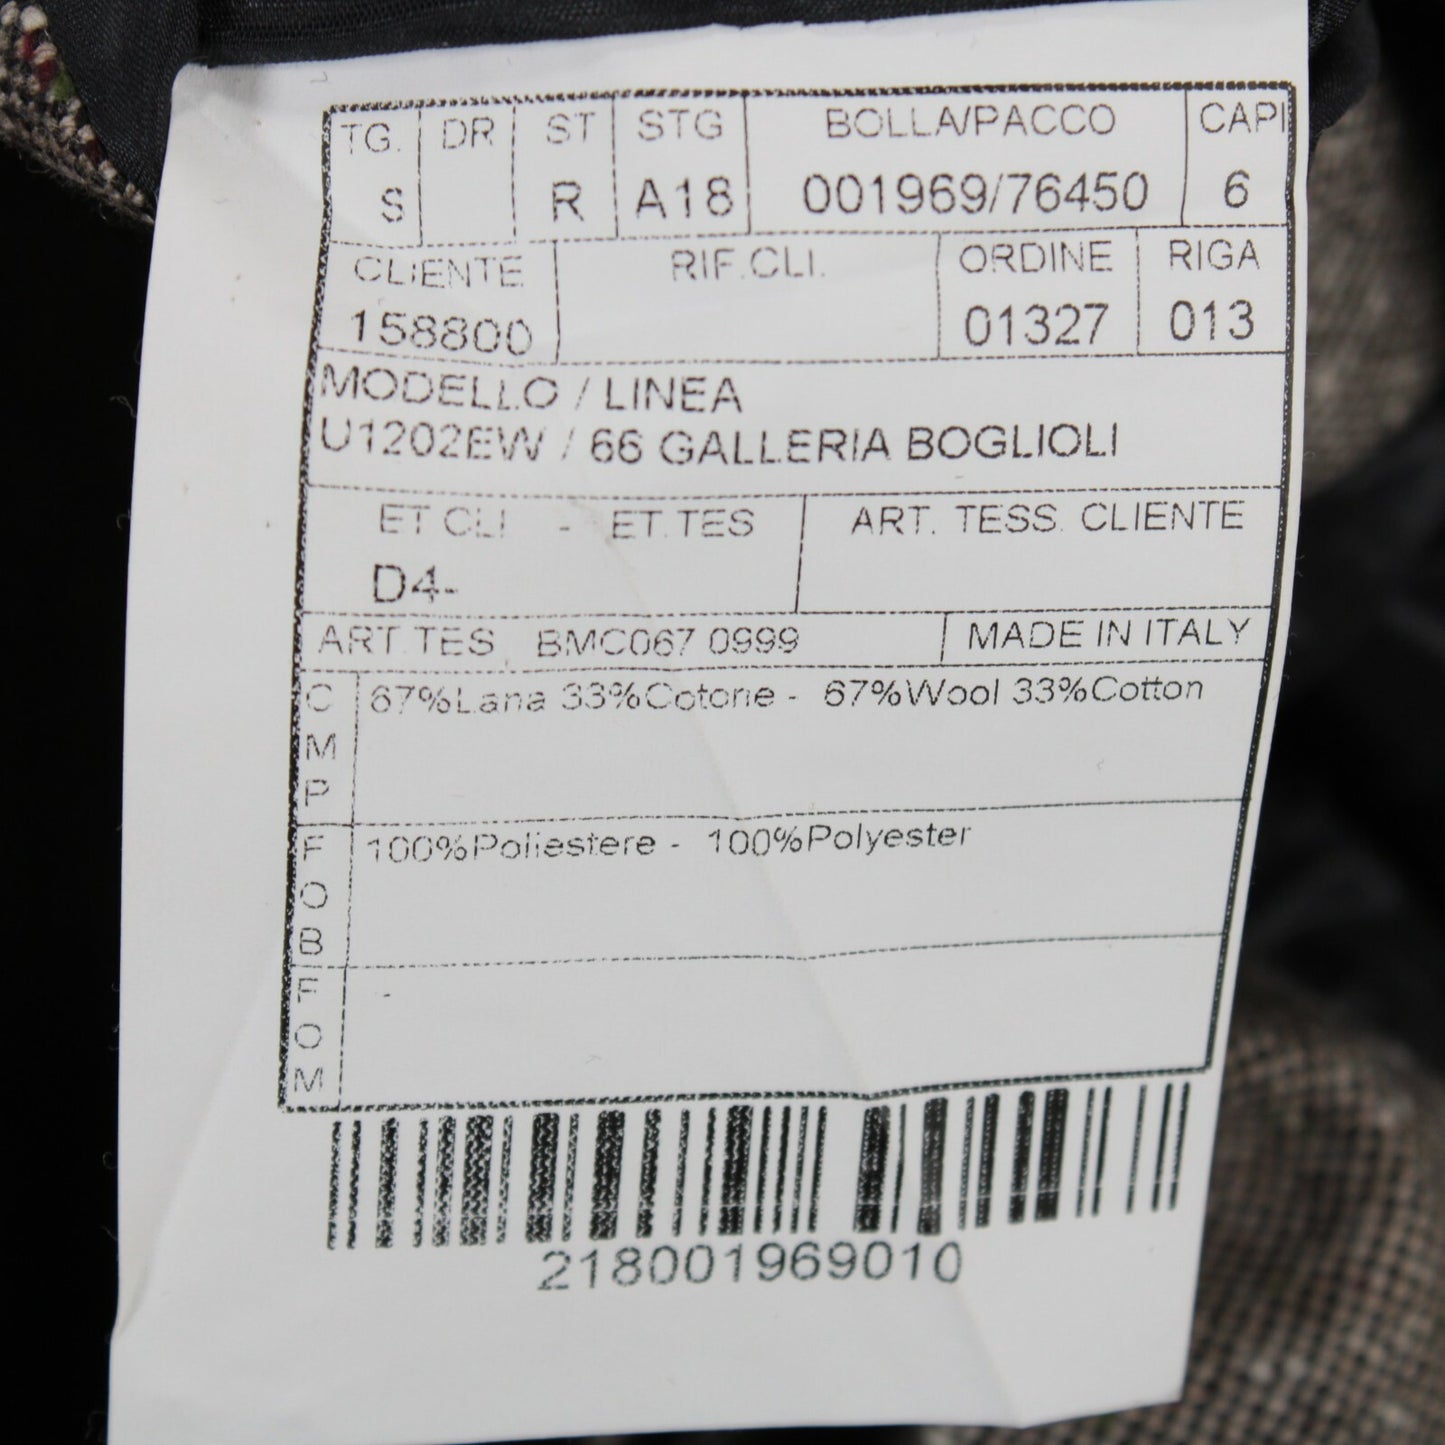 TG. DR ST STG BOLLA/PACCO CAPI
S R A18 001969/76450 6
CLIENTE RIF.CLI. ORDINE RIGA
158800 01327 013
MODELLO / LINEA
U1202EW / 66 GALLERIA BOGLIOLI
ET CLI - ET.TES ART. TESS. CLIENTE
D4-
ART.TES. BMC067 0999 MADE IN ITALY
CMP 67%Lana 33%Cotone - 67%Wool 33%Cotton
FOB 100%Poliestere - 100%Polyester
FOM -
218001969010